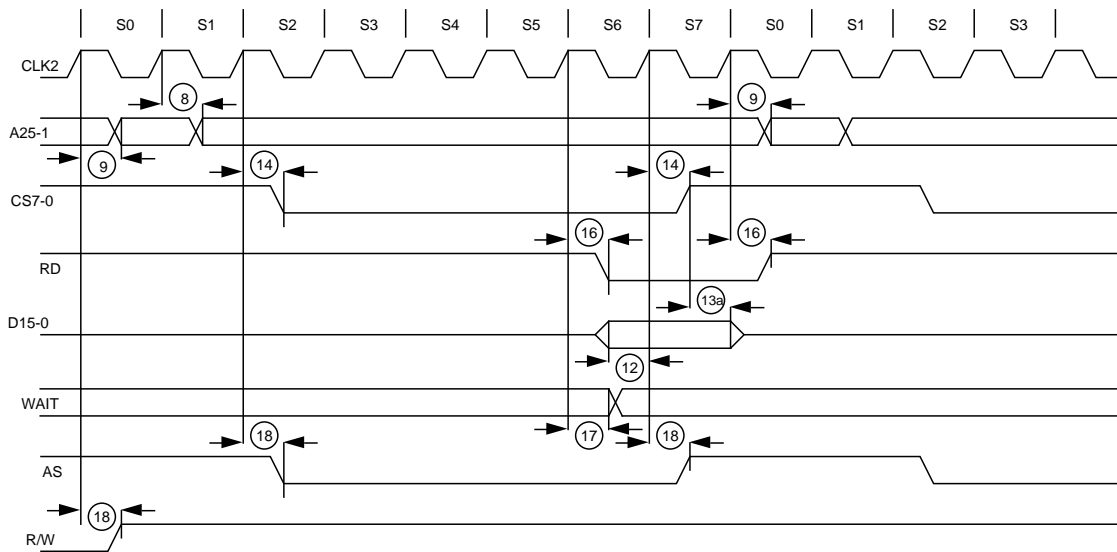 S0 S1 S2 S3 S4 S5 S6 S7 S0 S1 S2 S3
CLK2
8 9
A25-1
9 14 14
CS7-0
16 16
RD
13a
D15-0
12
WAIT
18 17 18
AS
18
R/W